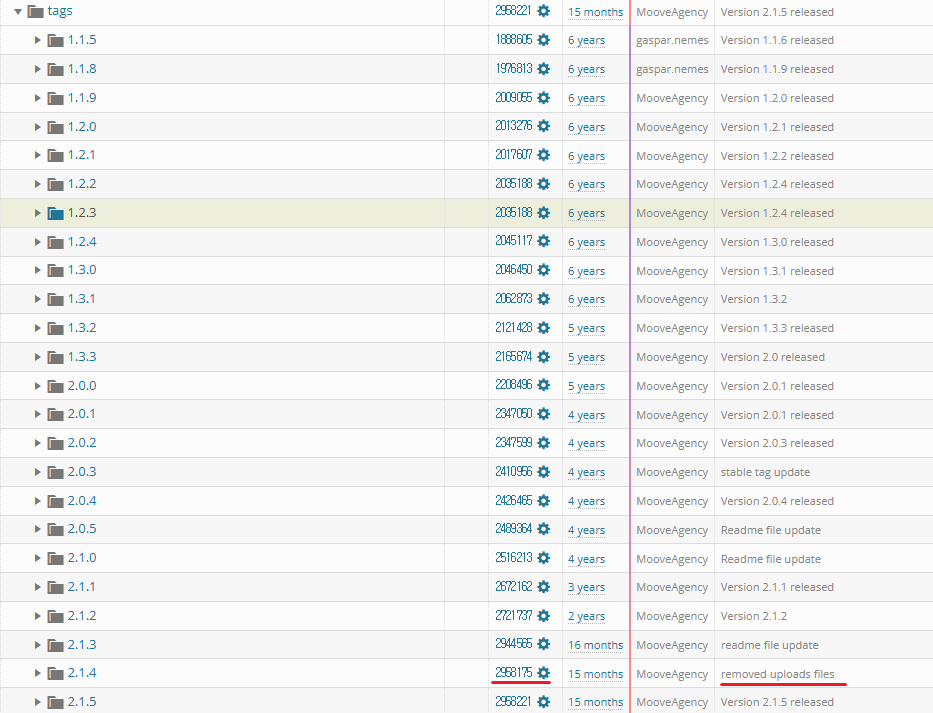 tags 2958221 15 months MooveAgency Version 2.1.5 released
1.1.5 1888605 6 years gaspar.nemes Version 1.1.6 released
1.1.8 1976813 6 years gaspar.nemes Version 1.1.9 released
1.1.9 2009055 6 years MooveAgency Version 1.2.0 released
1.2.0 2013276 6 years MooveAgency Version 1.2.1 released
1.2.1 2017607 6 years MooveAgency Version 1.2.2 released
1.2.2 2035188 6 years MooveAgency Version 1.2.4 released
1.2.3 2035188 6 years MooveAgency Version 1.2.4 released
1.2.4 2045117 6 years MooveAgency Version 1.3.0 released
1.3.0 2046450 6 years MooveAgency Version 1.3.1 released
1.3.1 2062873 6 years MooveAgency Version 1.3.2
1.3.2 2121428 5 years MooveAgency Version 1.3.3 released
1.3.3 2165674 5 years MooveAgency Version 2.0 released
2.0.0 2208496 5 years MooveAgency Version 2.0.1 released
2.0.1 2347050 4 years MooveAgency Version 2.0.1 released
2.0.2 2347599 4 years MooveAgency Version 2.0.3 released
2.0.3 2410956 4 years MooveAgency stable tag update
2.0.4 2426465 4 years MooveAgency Version 2.0.4 released
2.0.5 2489364 4 years MooveAgency Readme file update
2.1.0 2516213 4 years MooveAgency Readme file update
2.1.1 2672162 3 years MooveAgency Version 2.1.1 released
2.1.2 2721737 2 years MooveAgency Version 2.1.2
2.1.3 2944565 16 months MooveAgency readme file update
2.1.4 2958175 15 months MooveAgency removed uploads files
2.1.5 2958221 15 months MooveAgency Version 2.1.5 released